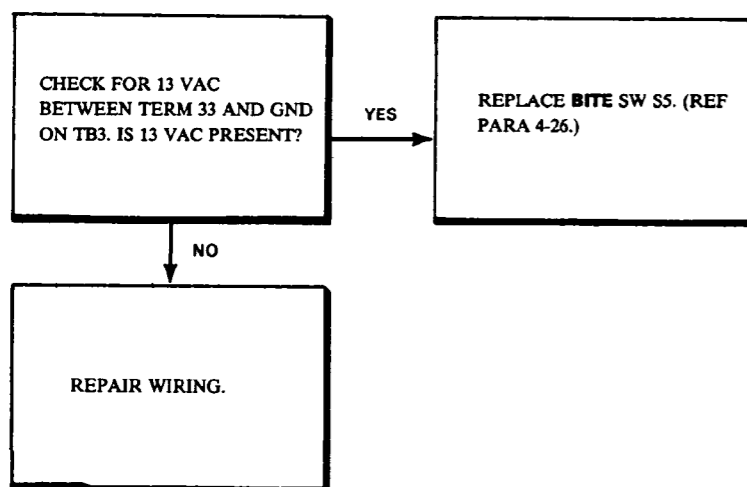 CHECK FOR 13 VAC
BETWEEN TERM 33 AND GND
ON TB3. IS 13 VAC PRESENT?
YES
REPLACE BITE SW S5. (REF
PARA 4-26.)
NO
REPAIR WIRING.